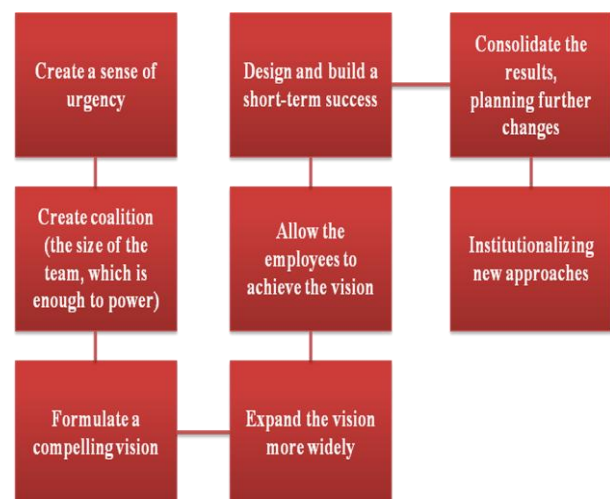 Create a sense of
urgency
Create coalition
(the size of the
team, which is
enough to power)
Formulate a
compelling vision
Expand the vision
more widely
Allow the
employees to
achieve the vision
Design and build a
short-term success
Consolidate the
results,
planning further
changes
Institutionalizing
new approaches